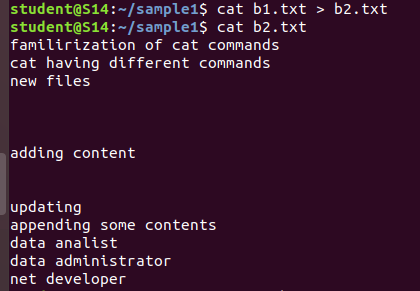 student@S14:~/sample1$ cat b1.txt > b2.txt
student@S14:~/sample1$ cat b2.txt
familirization of cat commands
cat having different commands
new files
adding content
updating
appending some contents
data analist
data administrator
net developer